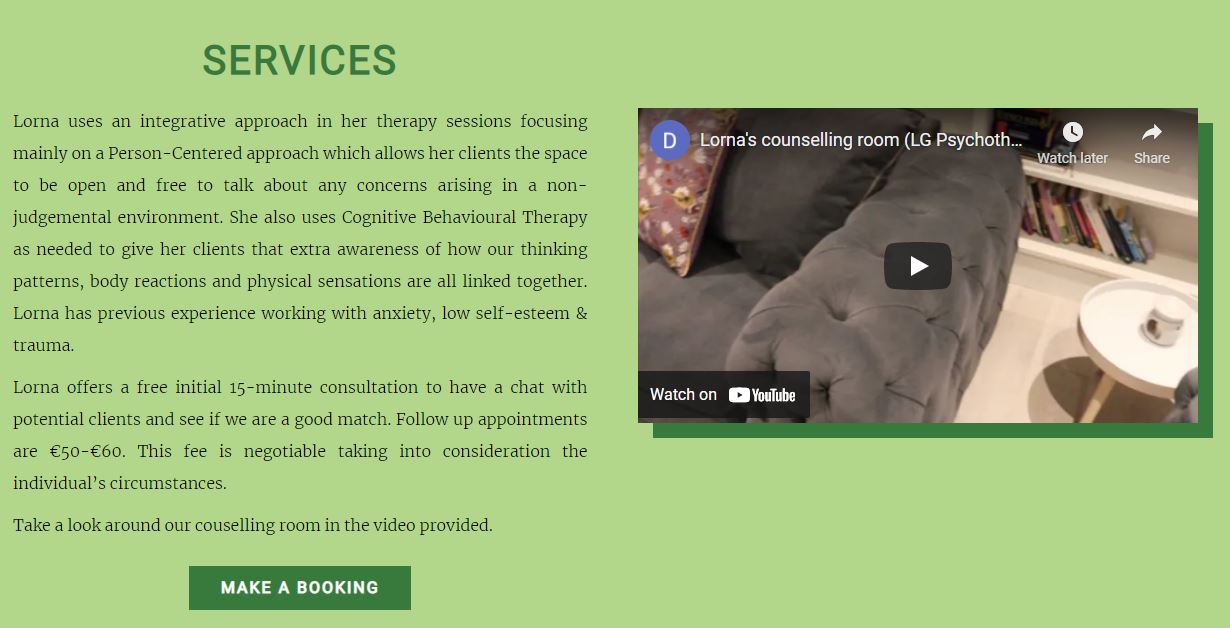 SERVICES
Lorna uses an integrative approach in her therapy sessions focusing
mainly on a Person-Centered approach which allows her clients the space
to be open and free to talk about any concerns arising in a non-
judgemental environment. She also uses Cognitive Behavioural Therapy
as needed to give her clients that extra awareness of how our thinking
patterns, body reactions and physical sensations are all linked together.
Lorna has previous experience working with anxiety, low self-esteem &
trauma.
Lorna offers a free initial 15-minute consultation to have a chat with
potential clients and see if we are a good match. Follow up appointments
are €50-€60. This fee is negotiable taking into consideration the
individual’s circumstances.
Take a look around our couselling room in the video provided.
MAKE A BOOKING
D
Lorna's counselling room (LG Psychoth...
Watch later
Share
Watch on YouTube